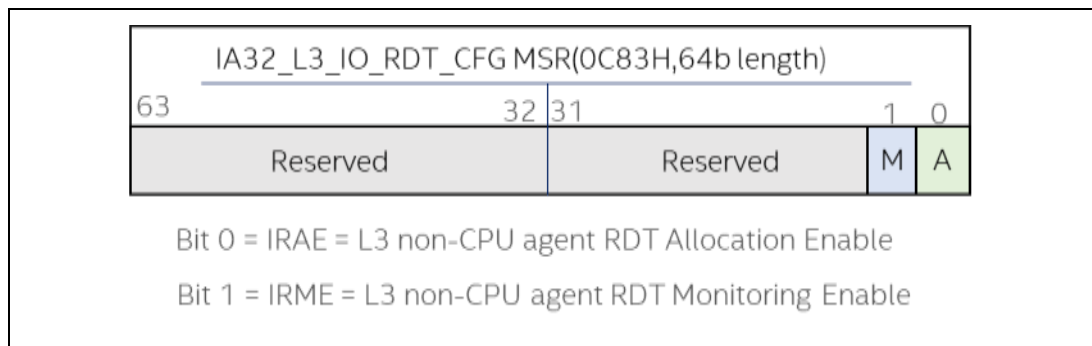 IA32_L3_IO_RDT_CFG MSR(0C83H,64b length)
63 32 31 1 0
Reserved Reserved M A
Bit 0 = IRAE = L3 non-CPU agent RDT Allocation Enable
Bit 1 = IRME = L3 non-CPU agent RDT Monitoring Enable